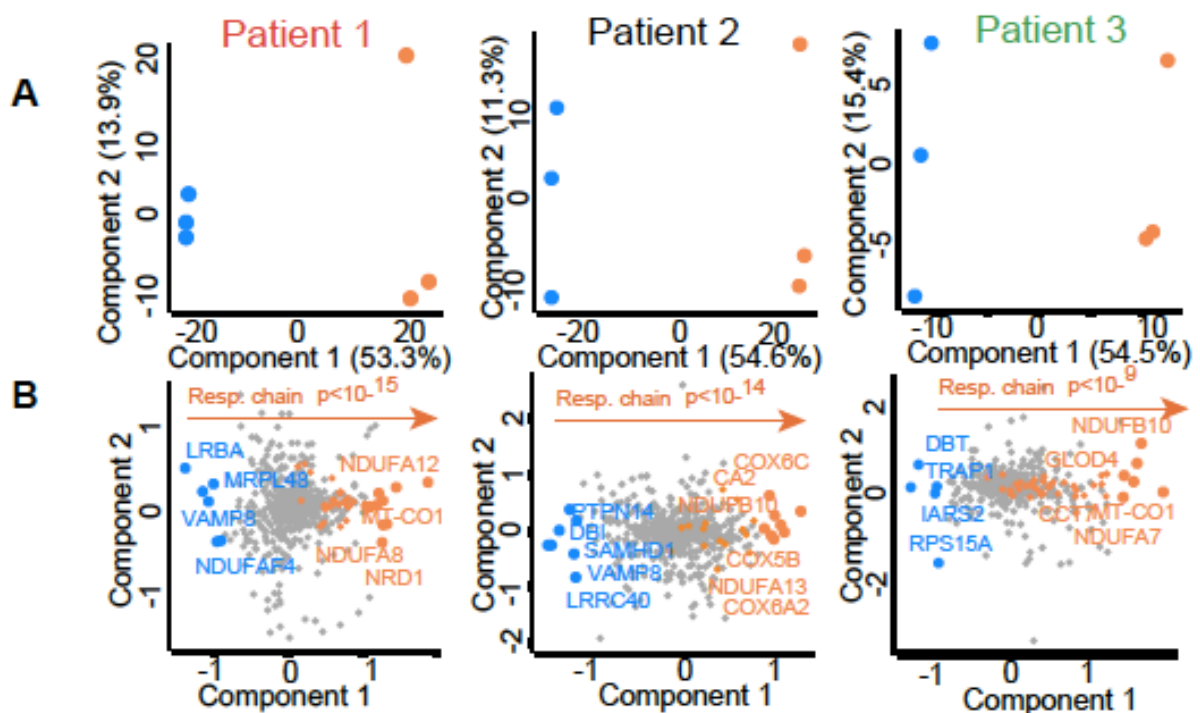 Patient 1
Patient 2
Patient 3
A
Component 2 (13.9%)
20
10
0
-10
-20
0
20
Component 1 (53.3%)
Component 2 (11.3%)
10
0
-10
-20
0
20
Component 1 (54.6%)
Component 2 (15.4%)
5
0
-5
-10
0
10
Component 1 (54.5%)
B
Resp. chain p<10-15
LRBA
MRPL48
VAMP8
NDUFAF4
NDUFA12
MT-CO1
NDUFA8
NRD1
Component 2
1
0
-1
-1
0
1
Component 1
Resp. chain p<10-14
COX6C
CA2
NDUFB10
PTPN14
DBI
SAMHD1
VAMP8
LRRC40
COX5B
NDUFA13
COX6A2
Component 2
2
1
0
-1
-2
-1
0
1
Component 1
Resp. chain p<10-9
NDUFB10
DBT
GLOD4
TRAP1
IARS2
CCT7
MT-CO1
NDUFA7
RPS15A
Component 2
2
0
-2
-1
0
1
Component 1